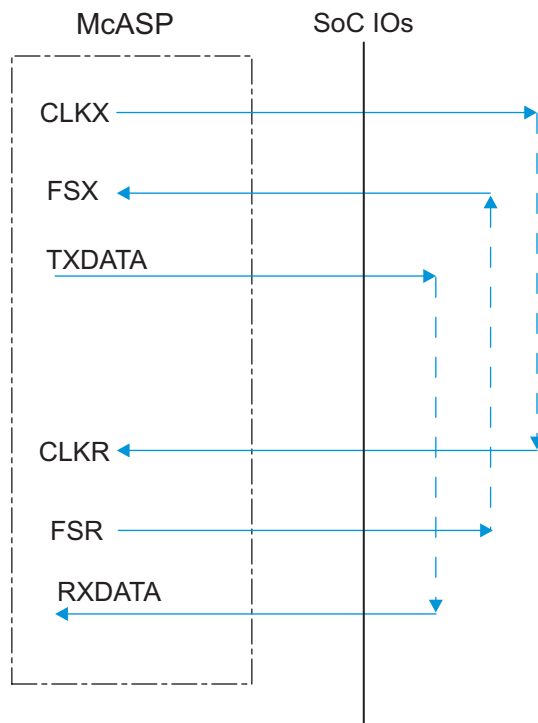 McASP
SoC IOs
CLKX
FSX
TXDATA
CLKR
FSR
RXDATA